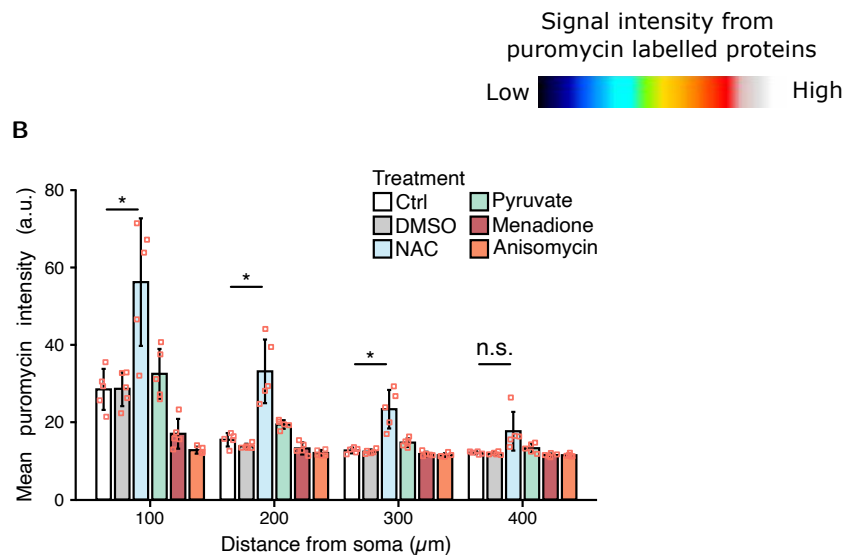 Signal intensity from
puromycin labelled proteins
Low High
B
Mean puromycin intensity (a.u.)
80
60
40
20
0
Treatment
Ctrl Pyruvate
DMSO Menadione
NAC Anisomycin
*
*
*
n.s.
100 200 300 400
Distance from soma (μm)